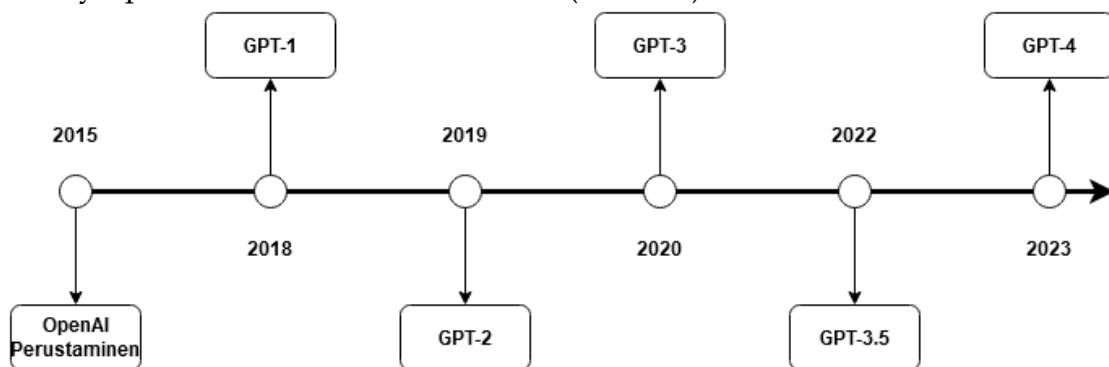 GPT-1
GPT-3
GPT-4
2015
2019
2022
2018
2020
2023
OpenAI
Perustaminen
GPT-2
GPT-3.5